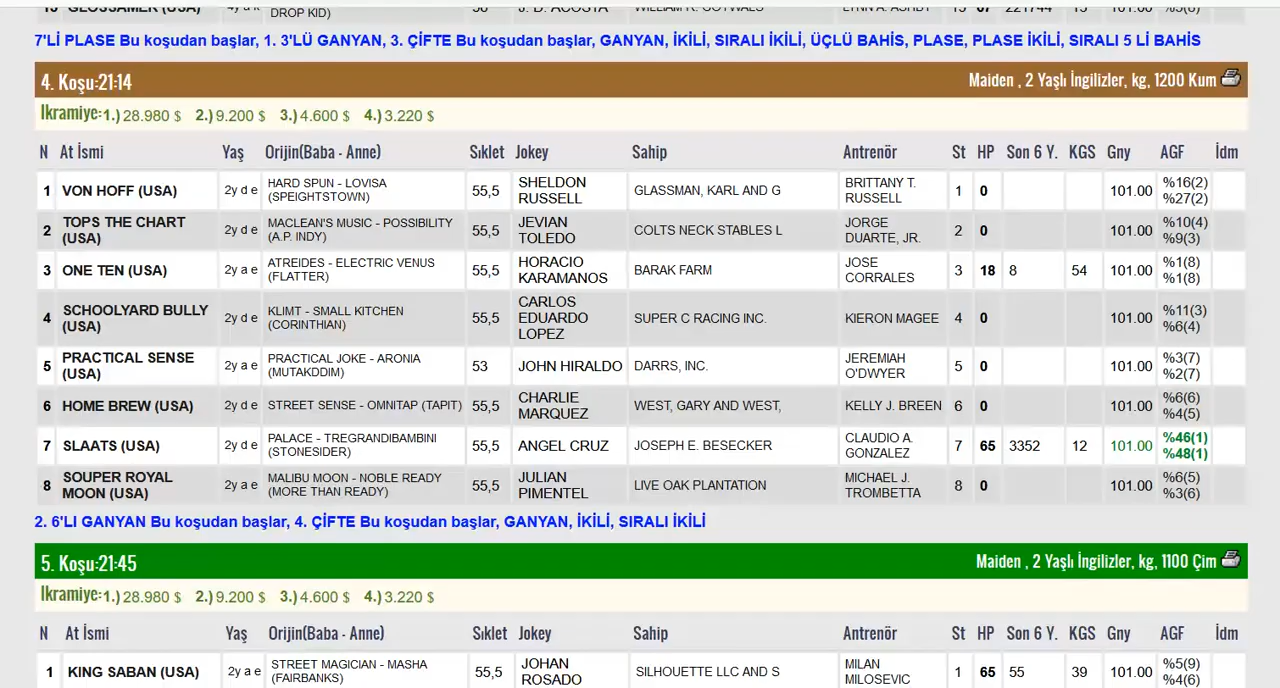 13 GLOSSAMER (USA) DROP KID) J. D. ACOSTA 13 67 221744 13 101.00
7'Lİ PLASE Bu koşudan başlar, 1. 3'LÜ GANYAN, 3. ÇİFTE Bu koşudan başlar, GANYAN, İKİLİ, SIRALI İKİLİ, ÜÇLÜ BAHİS, PLASE, PLASE İKİLİ, SIRALI 5 Lİ BAHİS
4. Koşu:21:14 Maiden , 2 Yaşlı İngilizler, kg, 1200 Kum
Ikramiye:1.) 28.980 $ 2.) 9.200 $ 3.) 4.600 $ 4.) 3.220 $
N At İsmi Yaş Orijin(Baba - Anne) Sıklet Jokey Sahip Antrenör St HP Son 6 Y. KGS Gny AGF İdm
1 VON HOFF (USA) 2y d e HARD SPUN - LOVISA (SPEIGHTSTOWN) 55,5 SHELDON RUSSELL GLASSMAN, KARL AND G BRITTANY T. RUSSELL 1 0 101.00 %16(2) %27(2)
2 TOPS THE CHART (USA) 2y d e MACLEAN'S MUSIC - POSSIBILITY (A.P. INDY) 55,5 JEVIAN TOLEDO COLTS NECK STABLES L JORGE DUARTE, JR. 2 0 101.00 %10(4) %9(3)
3 ONE TEN (USA) 2y a e ATREIDES - ELECTRIC VENUS (FLATTER) 55,5 HORACIO KARAMANOS BARAK FARM JOSE CORRALES 3 18 8 54 101.00 %1(8) %1(8)
4 SCHOOLYARD BULLY (USA) 2y d e KLIMT - SMALL KITCHEN (CORINTHIAN) 55,5 CARLOS EDUARDO LOPEZ SUPER C RACING INC. KIERON MAGEE 4 0 101.00 %11(3) %6(4)
5 PRACTICAL SENSE (USA) 2y a e PRACTICAL JOKE - ARONIA (MUTAKDDIM) 53 JOHN HIRALDO DARRS, INC. JEREMIAH O'DWYER 5 0 101.00 %3(7) %2(7)
6 HOME BREW (USA) 2y d e STREET SENSE - OMNITAP (TAPIT) 55,5 CHARLIE MARQUEZ WEST, GARY AND WEST, KELLY J. BREEN 6 0 101.00 %6(6) %4(5)
7 SLAATS (USA) 2y d e PALACE - TREGRANDIBAMBINI (STONESIDER) 55,5 ANGEL CRUZ JOSEPH E. BESECKER CLAUDIO A. GONZALEZ 7 65 3352 12 101.00 %46(1) %48(1)
8 SOUPER ROYAL MOON (USA) 2y a e MALIBU MOON - NOBLE READY (MORE THAN READY) 55,5 JULIAN PIMENTEL LIVE OAK PLANTATION MICHAEL J. TROMBETTA 8 0 101.00 %6(5) %3(6)
2. 6'LI GANYAN Bu koşudan başlar, 4. ÇİFTE Bu koşudan başlar, GANYAN, İKİLİ, SIRALI İKİLİ
5. Koşu:21:45 Maiden , 2 Yaşlı İngilizler, kg, 1100 Çim
Ikramiye:1.) 28.980 $ 2.) 9.200 $ 3.) 4.600 $ 4.) 3.220 $
N At İsmi Yaş Orijin(Baba - Anne) Sıklet Jokey Sahip Antrenör St HP Son 6 Y. KGS Gny AGF İdm
1 KING SABAN (USA) 2y a e STREET MAGICIAN - MASHA (FAIRBANKS) 55,5 JOHAN ROSADO SILHOUETTE LLC AND S MILAN MILOSEVIC 1 65 55 39 101.00 %5(9) %4(6)